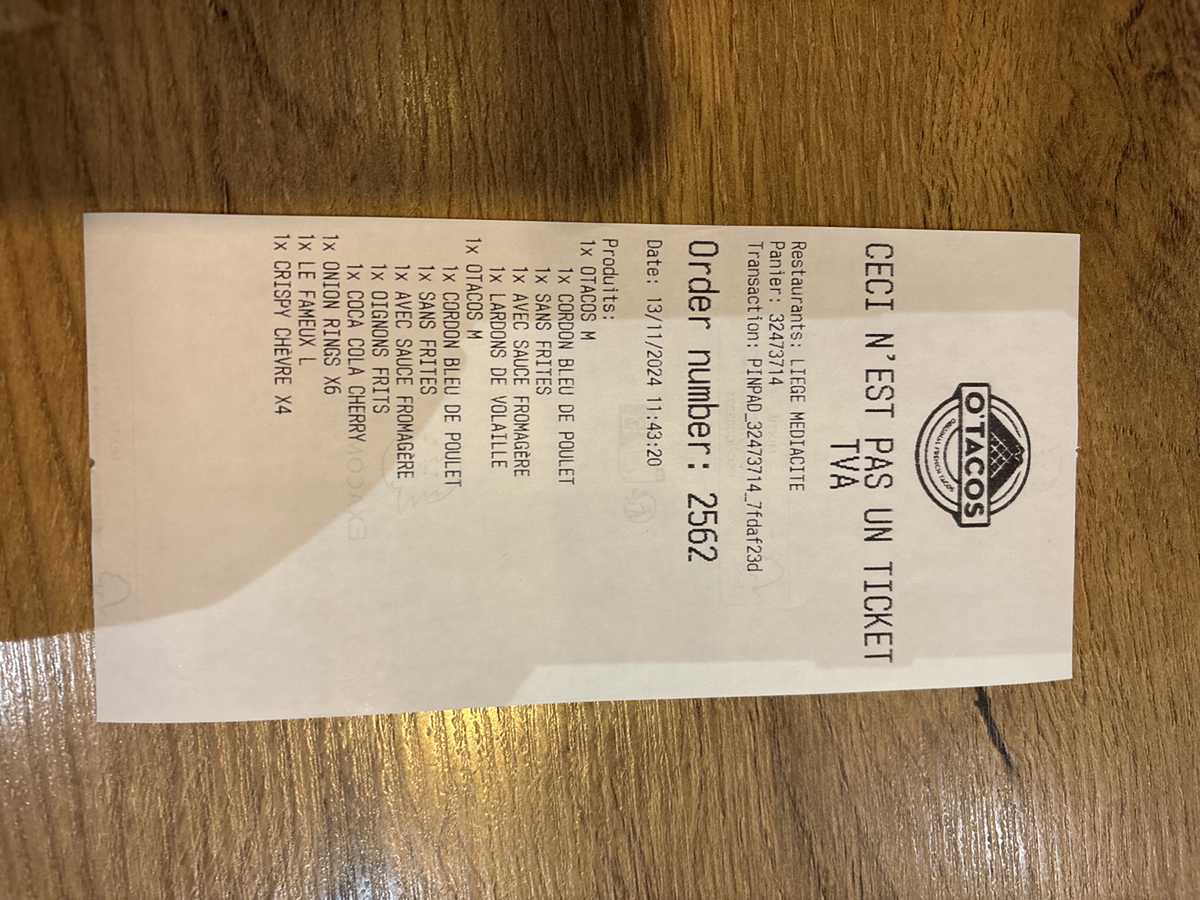 O'TACOS
ORIGINAL FRENCH TACOS
CECI N'EST PAS UN TICKET
TVA
Restaurants: LIEGE MEDIACITE
Panier: 32473714
Transaction: PINPAD_32473714_7fdaf23d
Order number: 2562
Date: 13/11/2024 11:43:20
Produits:
1x OTACOS M
1x CORDON BLEU DE POULET
1x SANS FRITES
1x AVEC SAUCE FROMAGÈRE
1x LARDONS DE VOLAILLE
1x OTACOS M
1x CORDON BLEU DE POULET
1x SANS FRITES
1x AVEC SAUCE FROMAGÈRE
1x OIGNONS FRITS
1x COCA COLA CHERRY
1x ONION RINGS X6
1x LE FAMEUX L
1x CRISPY CHÈVRE X4